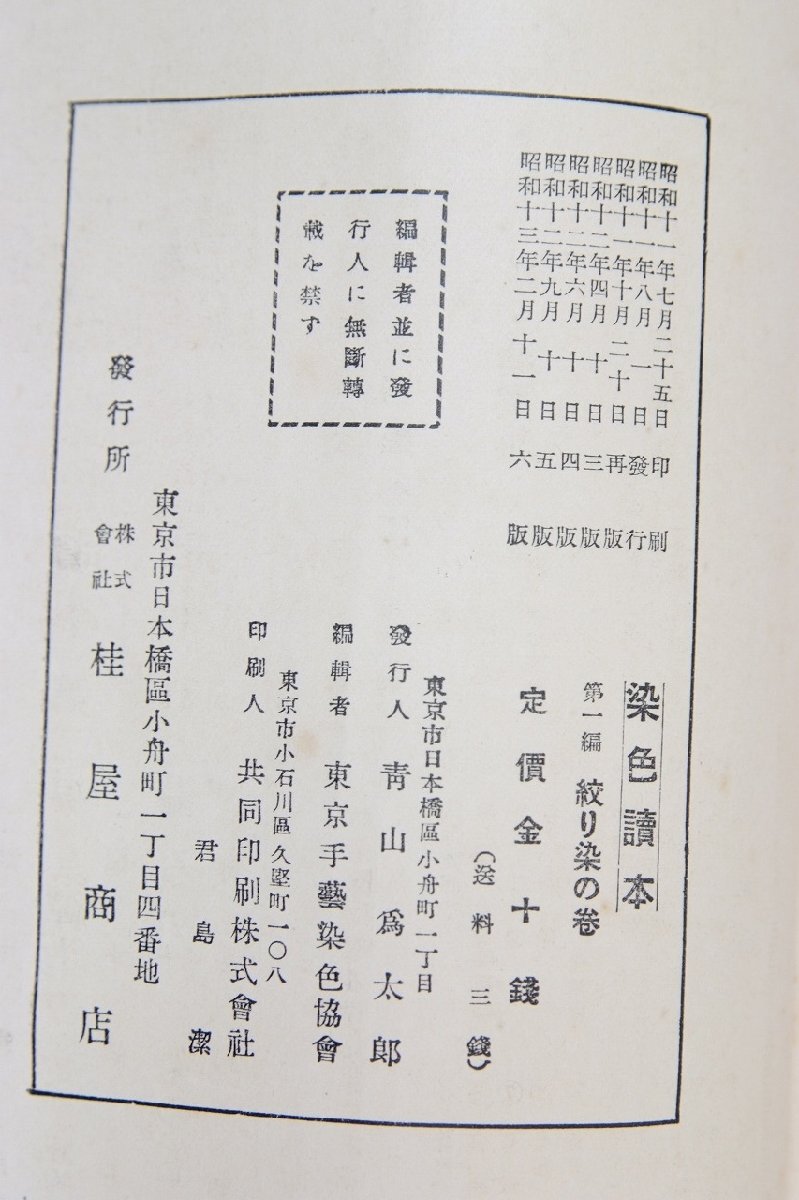 昭和十一年七月二十五日印刷
昭和十一年八月一日發行
昭和十一年十月二十日再版
昭和十二年四月十日三版
昭和十二年六月十日四版
昭和十二年九月十日五版
昭和十三年二月十一日六版
編輯者並に發
行人に無斷轉
載を禁ず
染色讀本
第一編 絞り染の卷
定價金十錢
(送料三錢)
東京市日本橋區小舟町一丁目
發行人 靑山爲太郎
編輯者 東京手藝染色協會
東京市小石川區久堅町一〇八
印刷人 共同印刷株式會社
君島潔
東京市日本橋區小舟町一丁目四番地
發行所 株式會社 桂屋商店